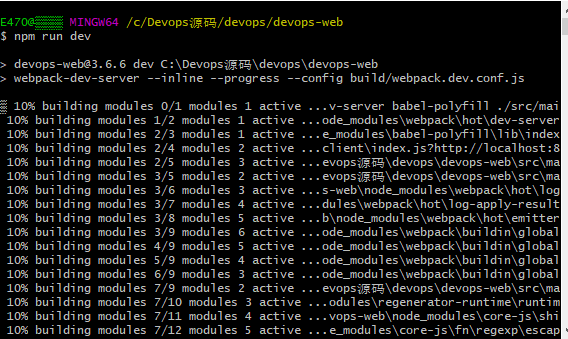 E470@▒▒▒▒ MINGW64 /c/Devops源码/devops/devops-web
$ npm run dev
> devops-web@3.6.6 dev C:\Devops源码\devops\devops-web
> webpack-dev-server --inline --progress --config build/webpack.dev.conf.js
▒ 10% building modules 0/1 modules 1 active ...v-server babel-polyfill ./src/mai
10% building modules 1/2 modules 1 active ...ode_modules\webpack\hot\dev-server
10% building modules 2/3 modules 1 active ...e_modules\babel-polyfill\lib\index
10% building modules 2/4 modules 2 active ...client\index.js?http://localhost:8
10% building modules 2/5 modules 3 active ...evops源码\devops\devops-web\src\ma
10% building modules 3/5 modules 2 active ...evops源码\devops\devops-web\src\ma
10% building modules 3/6 modules 3 active ...s-web\node_modules\webpack\hot\log
10% building modules 3/7 modules 4 active ...dules\webpack\hot\log-apply-result
10% building modules 3/8 modules 5 active ...b\node_modules\webpack\hot\emitter
10% building modules 3/9 modules 6 active ...ode_modules\webpack\buildin\global
10% building modules 4/9 modules 5 active ...ode_modules\webpack\buildin\global
10% building modules 5/9 modules 4 active ...ode_modules\webpack\buildin\global
10% building modules 6/9 modules 3 active ...ode_modules\webpack\buildin\global
10% building modules 7/9 modules 2 active ...evops源码\devops\devops-web\src\ma
10% building modules 7/10 modules 3 active ...odules\regenerator-runtime\runtim
10% building modules 7/11 modules 4 active ...vops-web\node_modules\core-js\shi
10% building modules 7/12 modules 5 active ...e_modules\core-js\fn\regexp\escap